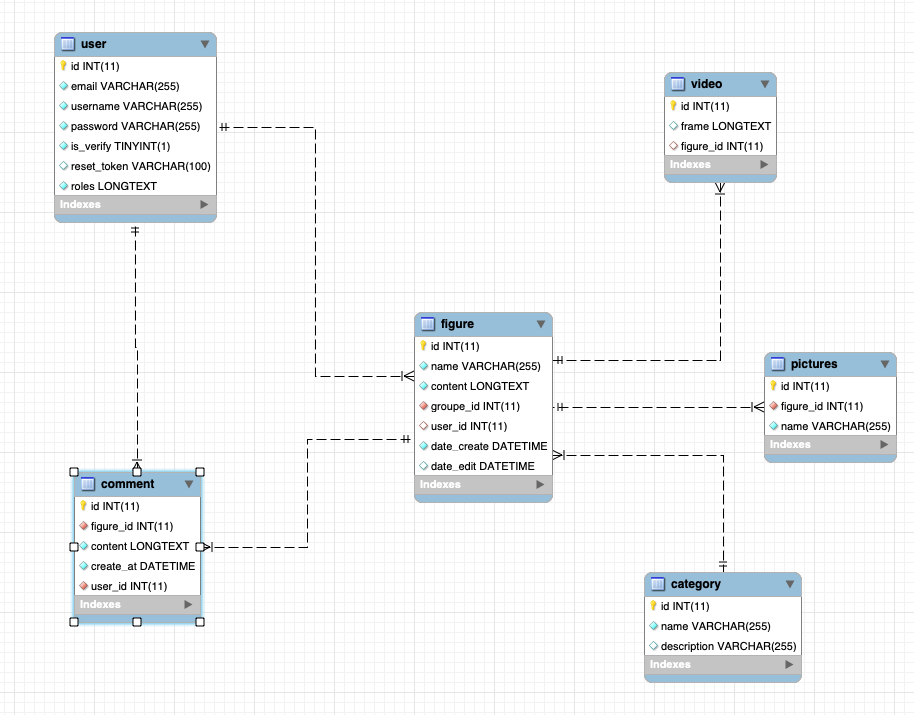 user
id INT(11)
email VARCHAR(255)
username VARCHAR(255)
password VARCHAR(255)
is_verify TINYINT(1)
reset_token VARCHAR(100)
roles LONGTEXT
Indexes
video
id INT(11)
frame LONGTEXT
figure_id INT(11)
Indexes
figure
id INT(11)
name VARCHAR(255)
content LONGTEXT
groupe_id INT(11)
user_id INT(11)
date_create DATETIME
date_edit DATETIME
Indexes
pictures
id INT(11)
figure_id INT(11)
name VARCHAR(255)
Indexes
comment
id INT(11)
figure_id INT(11)
content LONGTEXT
create_at DATETIME
user_id INT(11)
Indexes
category
id INT(11)
name VARCHAR(255)
description VARCHAR(255)
Indexes